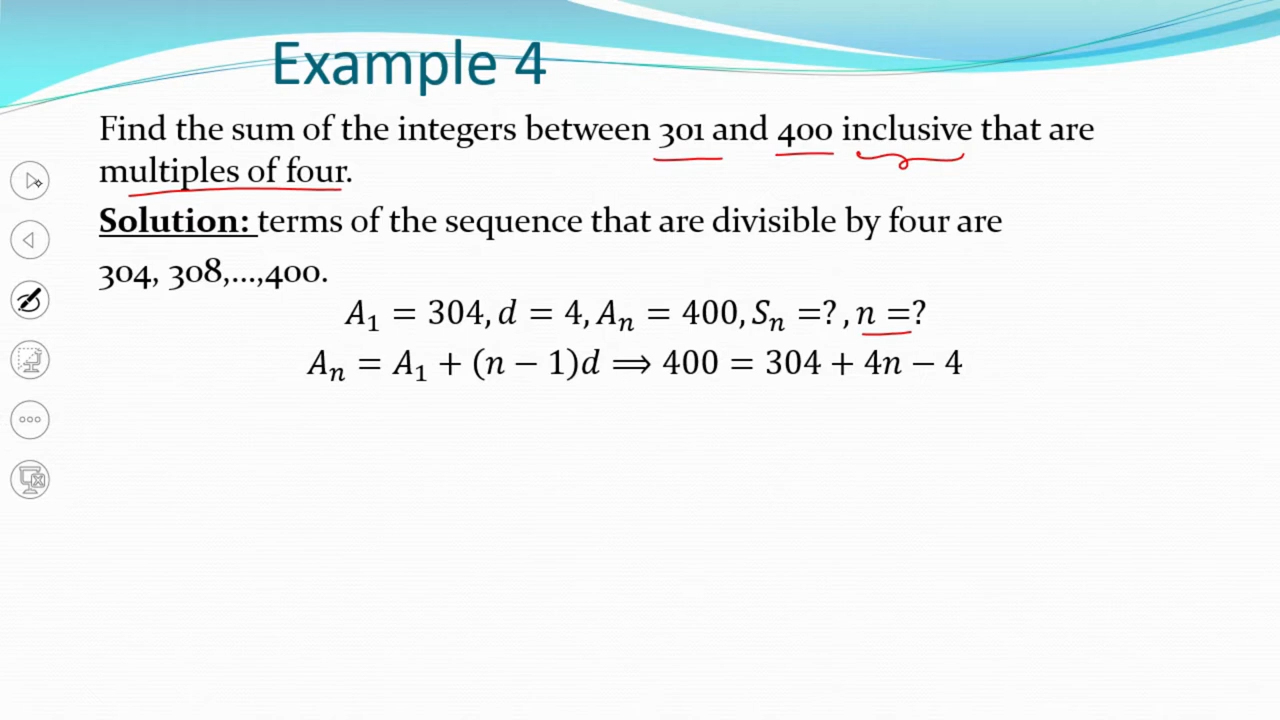 Example 4
Find the sum of the integers between 301 and 400 inclusive that are
multiples of four.
Solution: terms of the sequence that are divisible by four are
304, 308,...,400.
A₁ = 304, d = 4, Aₙ = 400, Sₙ =? , n =?
Aₙ = A₁ + (n − 1)d ⟹ 400 = 304 + 4n − 4